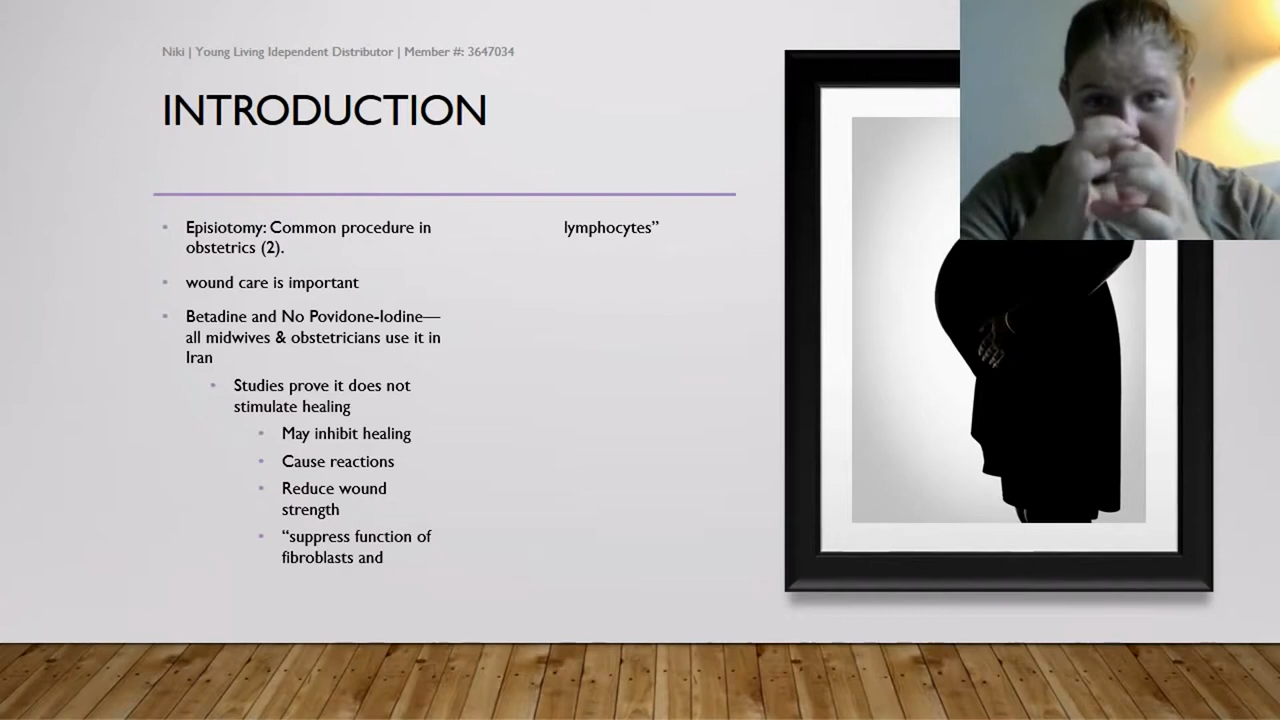 Niki | Young Living Idependent Distributor | Member #: 3647034
INTRODUCTION
Episiotomy: Common procedure in
obstetrics (2).
wound care is important
Betadine and No Povidone-Iodine—
all midwives & obstetricians use it in
Iran
Studies prove it does not
stimulate healing
May inhibit healing
Cause reactions
Reduce wound
strength
“suppress function of
fibroblasts and
lymphocytes”